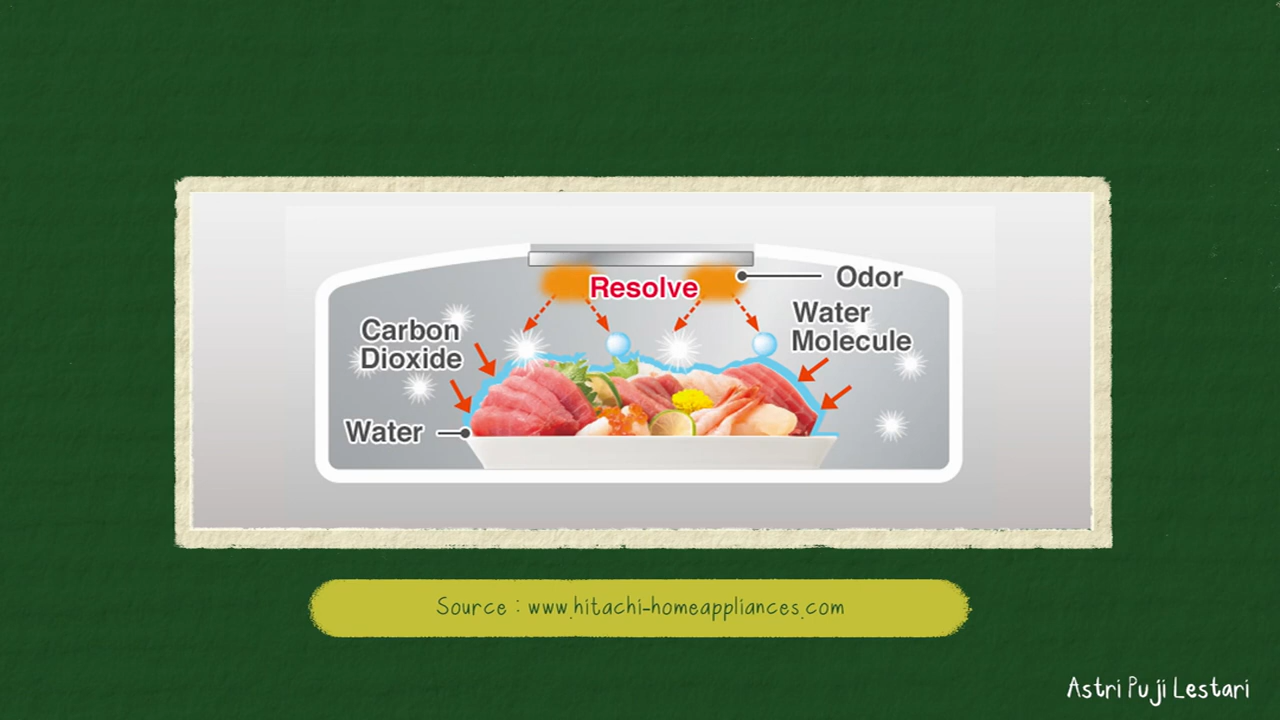 Resolve
Odor
Water
Molecule
Carbon
Dioxide
Water
Source : www.hitachi-homeappliances.com
Astri Puji Lestari